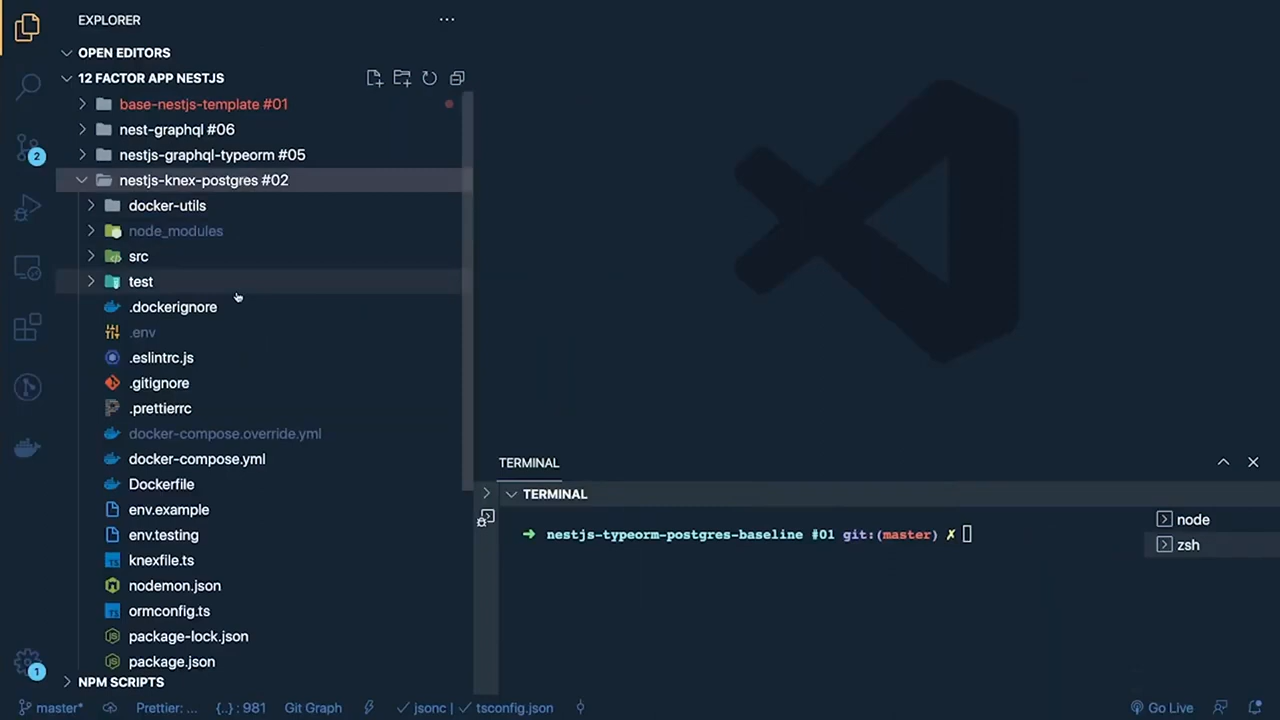 EXPLORER
OPEN EDITORS
12 FACTOR APP NESTJS
base-nestjs-template #01
nest-graphql #06
nestjs-graphql-typeorm #05
nestjs-knex-postgres #02
docker-utils
node_modules
src
test
.dockerignore
.env
.eslintrc.js
.gitignore
.prettierrc
docker-compose.override.yml
docker-compose.yml
Dockerfile
env.example
env.testing
knexfile.ts
nodemon.json
ormconfig.ts
package-lock.json
package.json
NPM SCRIPTS
2
1
TERMINAL
TERMINAL
nestjs-typeorm-postgres-baseline #01 git:(master) ✗
node
zsh
master* Prettier: ... {..} : 981 Git Graph ✓ jsonc | ✓ tsconfig.json Go Live